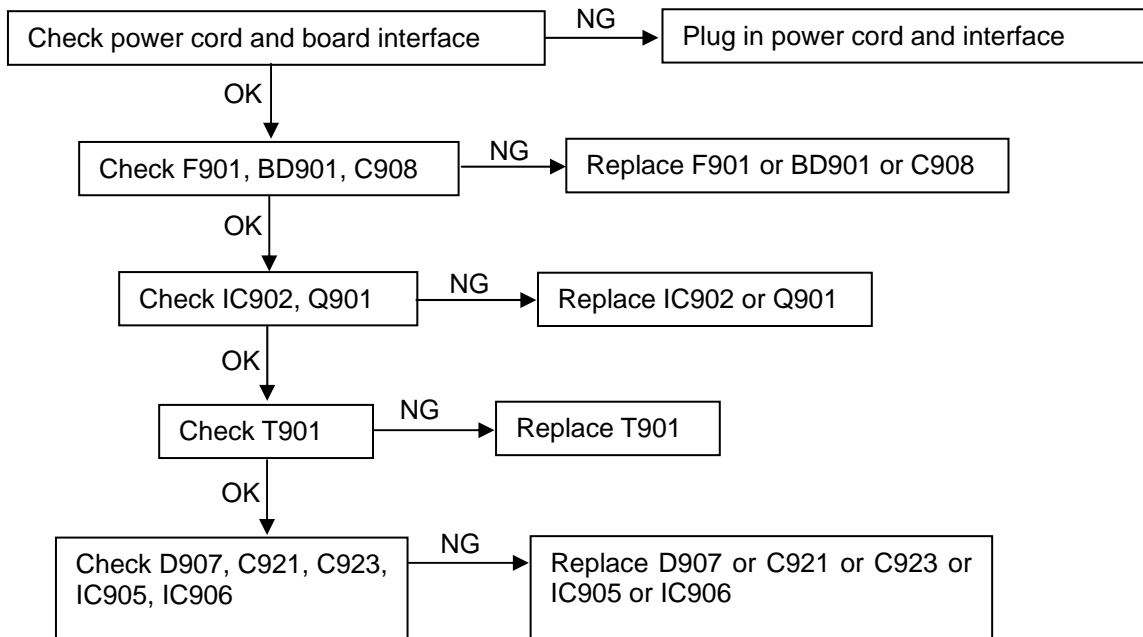 Check power cord and board interface
NG
Plug in power cord and interface
OK
Check F901, BD901, C908
NG
Replace F901 or BD901 or C908
OK
Check IC902, Q901
NG
Replace IC902 or Q901
OK
Check T901
NG
Replace T901
OK
Check D907, C921, C923,
IC905, IC906
NG
Replace D907 or C921 or C923 or
IC905 or IC906